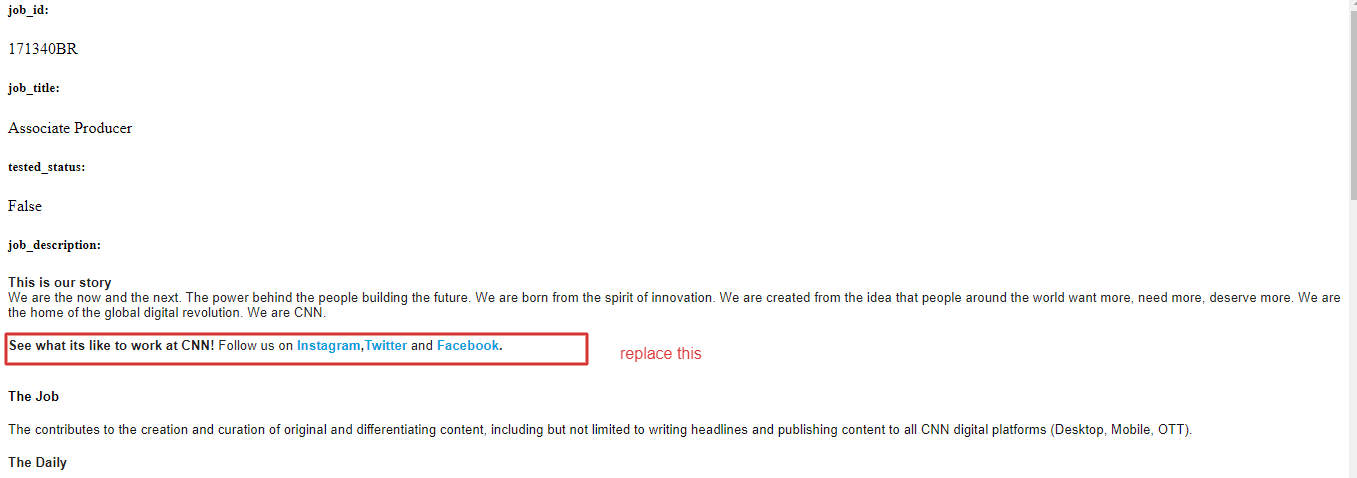 job_id:
171340BR
job_title:
Associate Producer
tested_status:
False
job_description:
This is our story
We are the now and the next. The power behind the people building the future. We are born from the spirit of innovation. We are created from the idea that people around the world want more, need more, deserve more. We are
the home of the global digital revolution. We are CNN.
See what its like to work at CNN! Follow us on Instagram,Twitter and Facebook.
replace this
The Job
The contributes to the creation and curation of original and differentiating content, including but not limited to writing headlines and publishing content to all CNN digital platforms (Desktop, Mobile, OTT).
The Daily